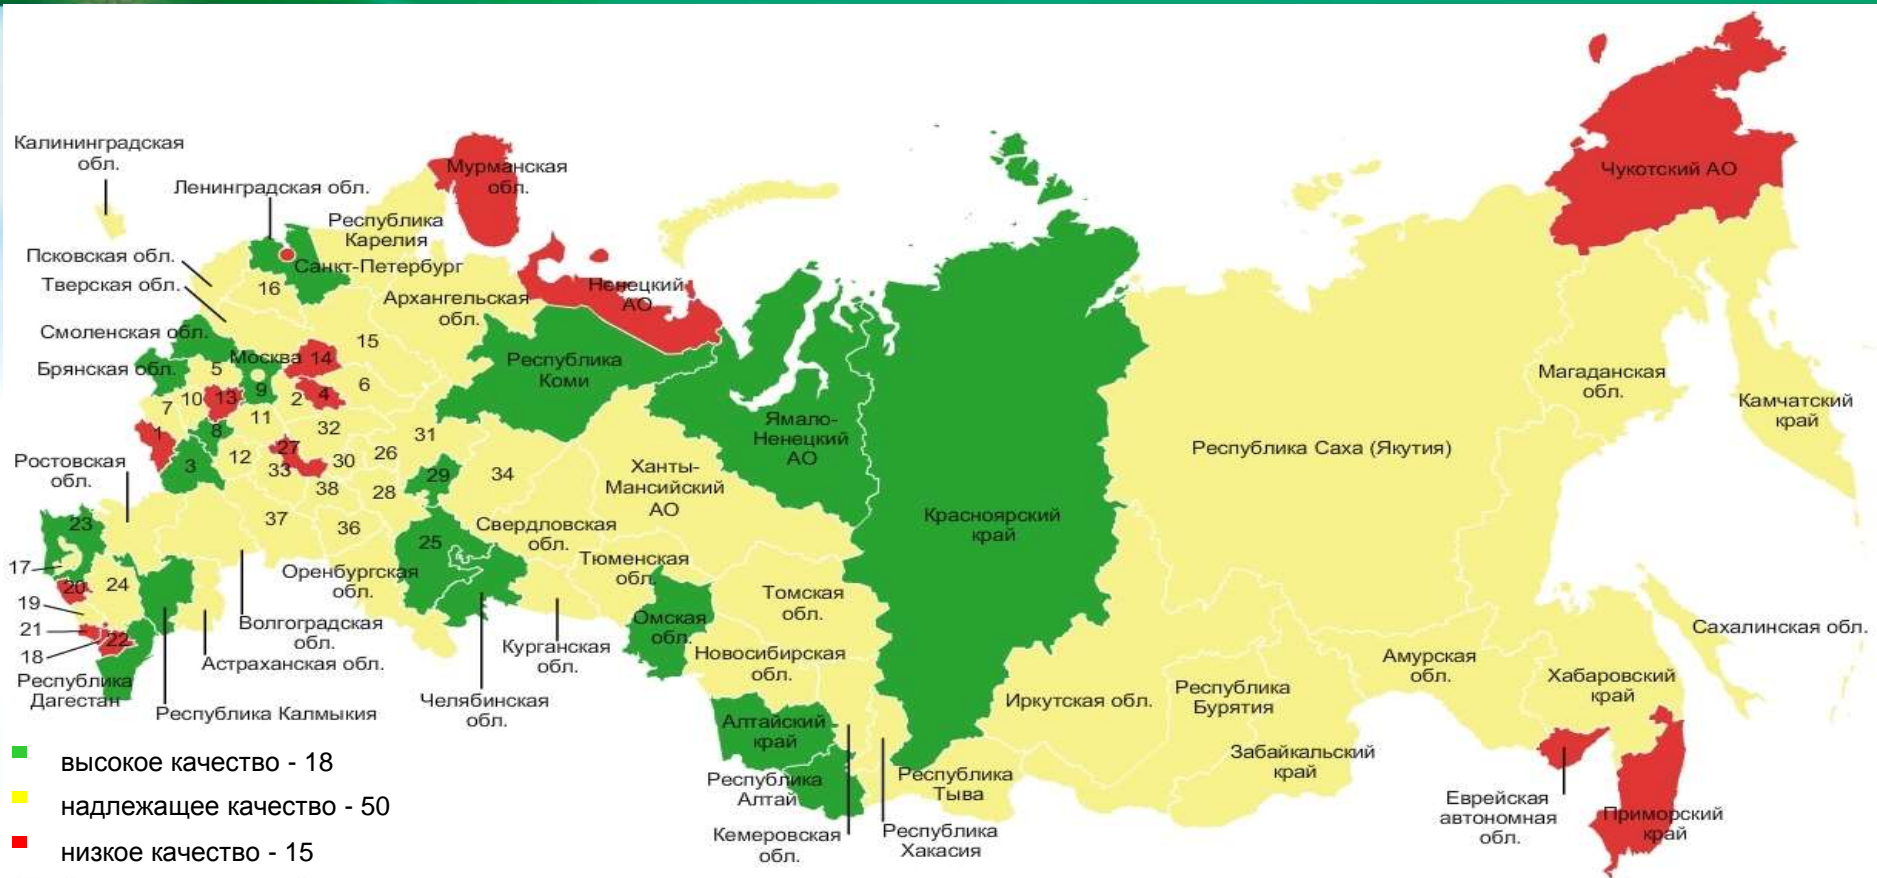 Калининградская
обл.
Ленинградская обл.
Мурманская
обл.
Республика
Карелия
Чукотский АО
Псковская обл.
Санкт-Петербург
Тверская обл.
16
Ненецкий
АО
Архангельская
обл.
Смоленская обл.
15
Москва
14
Брянская обл.
5
9
6
Республика
Коми
Магаданская
обл.
Камчатский
край
7
10
13
2
4
11
1
8
32
31
Ямало-
Ненецкий
АО
Республика Саха (Якутия)
Ростовская
обл.
3
12
27
33
30
26
29
34
38
28
Ханты-
Мансийский
АО
23
37
36
25
Свердловская
обл.
Красноярский
край
17
20
24
Оренбургская
обл.
Тюменская
обл.
Томская
обл.
19
21
18
22
Волгоградская
обл.
Астраханская обл.
Курганская
обл.
Омская
обл.
Новосибирская
обл.
Сахалинская обл.
Амурская
обл.
Хабаровский
край
Республика
Дагестан
Республика Калмыкия
Челябинская
обл.
Алтайский
край
Иркутская обл.
Республика
Бурятия
Забайкальский
край
Республика
Алтай
Республика
Тыва
Кемеровская
обл.
Республика
Хакасия
Еврейская
автономная
обл.
Приморский
край
высокое качество - 18
надлежащее качество - 50
низкое качество - 15